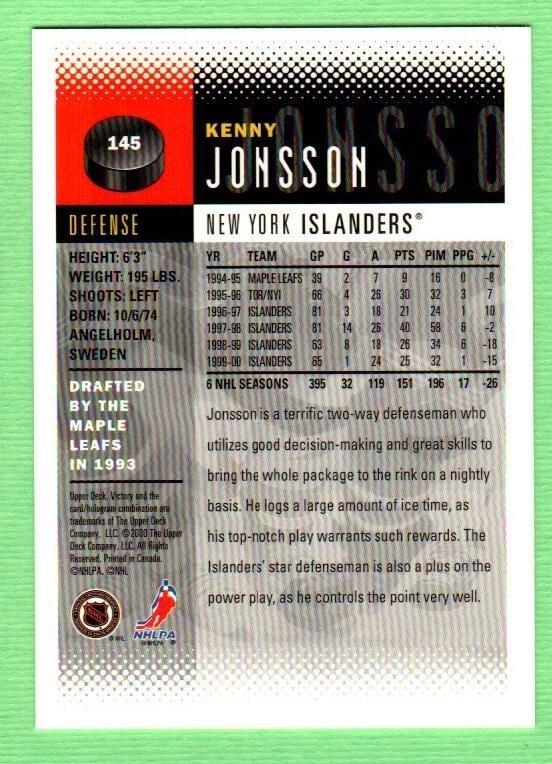 145
KENNY
JONSSON
JONSSO
DEFENSE
NEW YORK ISLANDERS®
HEIGHT: 6'3"
WEIGHT: 195 LBS.
SHOOTS: LEFT
BORN: 10/6/74
ANGELHOLM,
SWEDEN
DRAFTED
BY THE
MAPLE
LEAFS
IN 1993
Upper Deck, Victory and the
card/hologram combination are
trademarks of The Upper Deck
Company, LLC. ©2000 The Upper
Deck Company, LLC. All Rights
Reserved. Printed in Canada.
©NHLPA. ©NHL
YR TEAM GP G A PTS PIM PPG +/-
1994-95 MAPLE LEAFS 39 2 7 9 16 0 -8
1995-96 TOR/NYI 66 4 26 30 32 3 7
1996-97 ISLANDERS 81 3 18 21 24 1 10
1997-98 ISLANDERS 81 14 26 40 58 6 -2
1998-99 ISLANDERS 63 8 18 26 34 6 -18
1999-00 ISLANDERS 65 1 24 25 32 1 -15
6 NHL SEASONS 395 32 119 151 196 17 -26
Jonsson is a terrific two-way defenseman who
utilizes good decision-making and great skills to
bring the whole package to the rink on a nightly
basis. He logs a large amount of ice time, as
his top-notch play warrants such rewards. The
Islanders' star defenseman is also a plus on the
power play, as he controls the point very well.
NHL
© NHL
NHLPA
© NHLPA ®